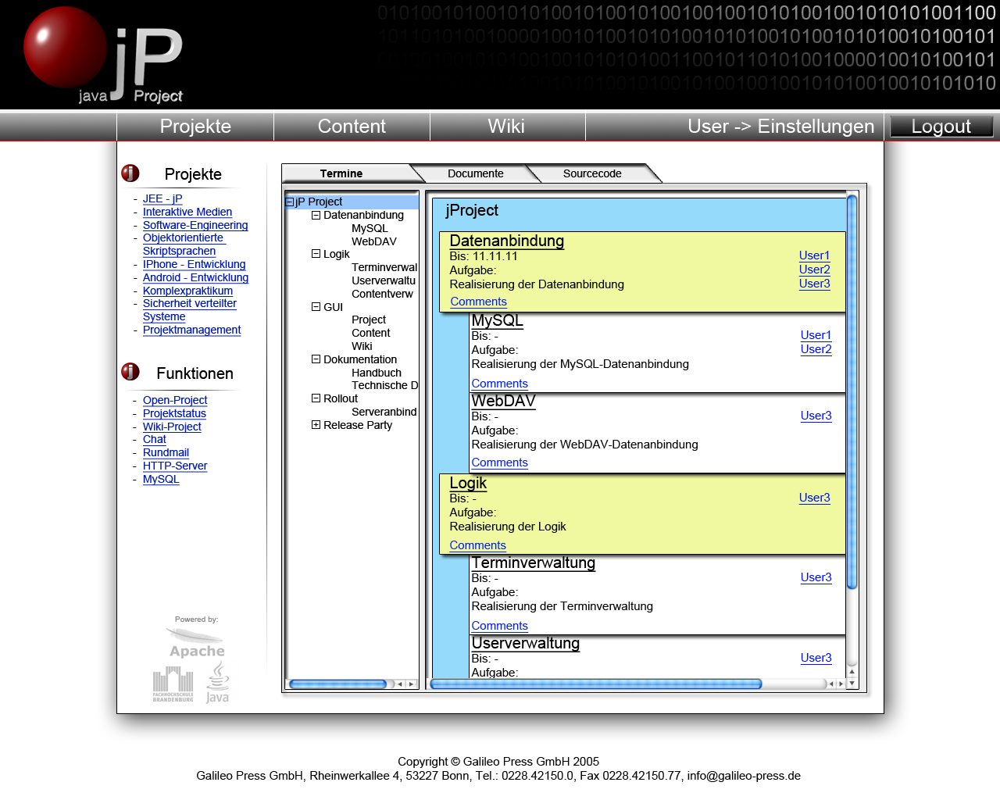 010100101001010100101010010010010010101001001010101001100
jP
java Project
Projekte
Content
Wiki
User -> Einstellungen
Logout
Projekte
- JEE - jP
- Interaktive Medien
- Software-Engineering
- Objektorientierte
Skriptsprachen
- IPhone - Entwicklung
- Android - Entwicklung
- Komplexpraktikum
- Sicherheit verteilter
Systeme
- Projektmanagement
Funktionen
- Open-Project
- Projektstatus
- Wiki-Project
- Chat
- Rundmail
- HTTP-Server
- MySQL
Powered by:
Apache
FACHHOCHSCHULE
BRANDENBURG
Java
Termine
Documente
Sourcecode
jP Project
Datenanbindung
MySQL
WebDAV
Logik
Terminverwal
Userverwaltu
Contentverw
GUI
Project
Content
Wiki
Dokumentation
Handbuch
Technische D
Rollout
Serveranbind
Release Party
jProject
Datenanbindung
Bis: 11.11.11
Aufgabe:
Realisierung der Datenanbindung
Comments
User1
User2
User3
MySQL
Bis: -
Aufgabe:
Realisierung der MySQL-Datenanbindung
Comments
User1
User2
WebDAV
Bis: -
Aufgabe:
Realisierung der WebDAV-Datenanbindung
Comments
User3
Logik
Bis: -
Aufgabe:
Realisierung der Logik
Comments
User3
Terminverwaltung
Bis: -
Aufgabe:
Realisierung der Terminverwaltung
Comments
User3
Userverwaltung
Bis: -
Aufgabe:
User3
Copyright © Galileo Press GmbH 2005
Galileo Press GmbH, Rheinwerkallee 4, 53227 Bonn, Tel.: 0228.42150.0, Fax 0228.42150.77, info@galileo-press.de